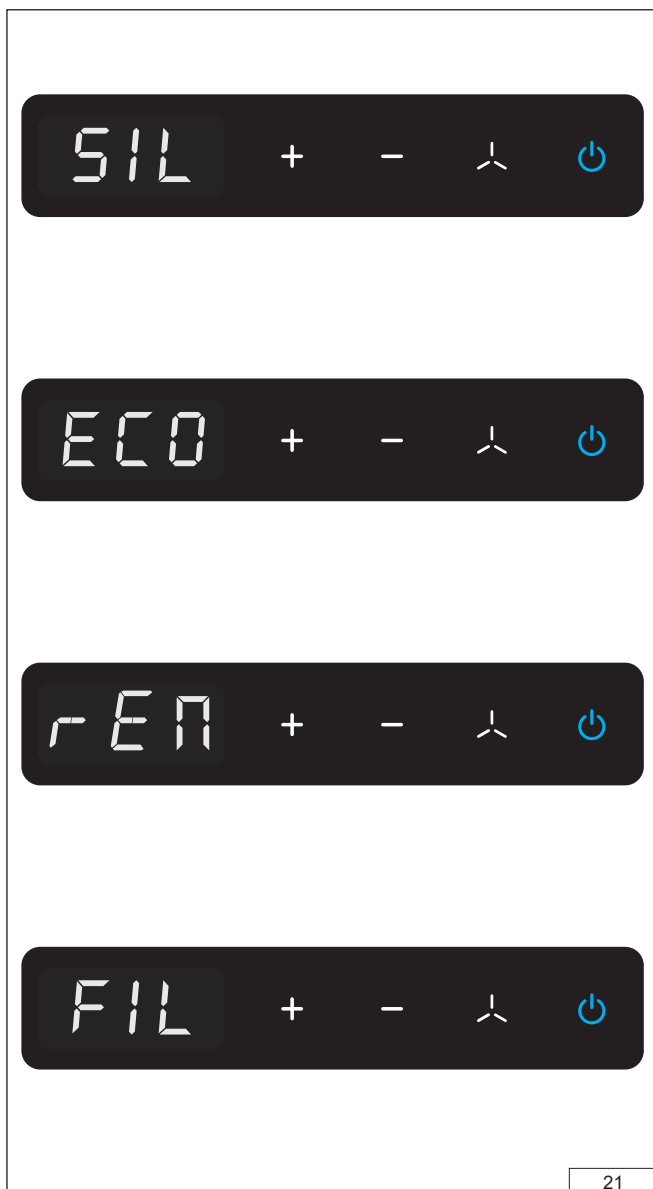 SIL + -
ECO + -
rEM + -
FIL + -
21